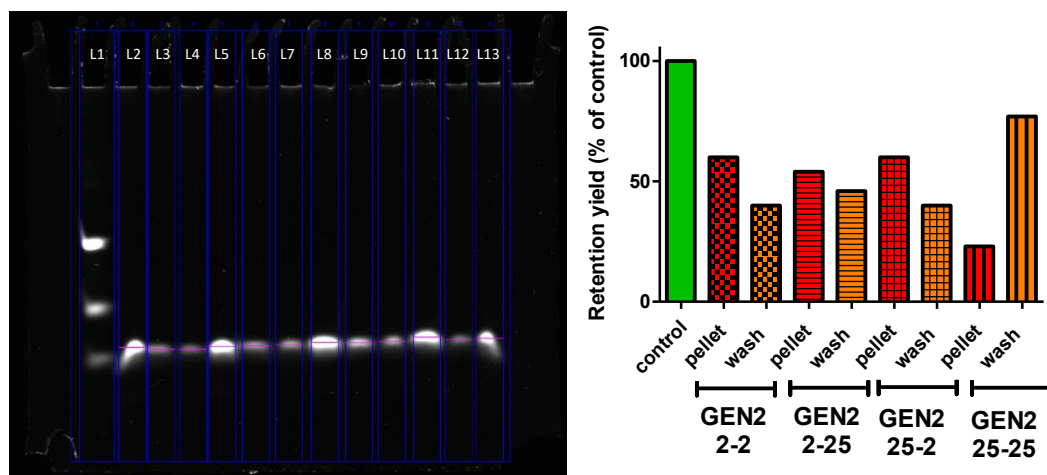 L1 L2 L3 L4 L5 L6 L7 L8 L9 L10 L11 L12 L13
Retention yield (% of control)
100
50
0
control pellet wash pellet wash pellet wash pellet wash
GEN2 GEN2 GEN2 GEN2
2-2 2-25 25-2 25-25